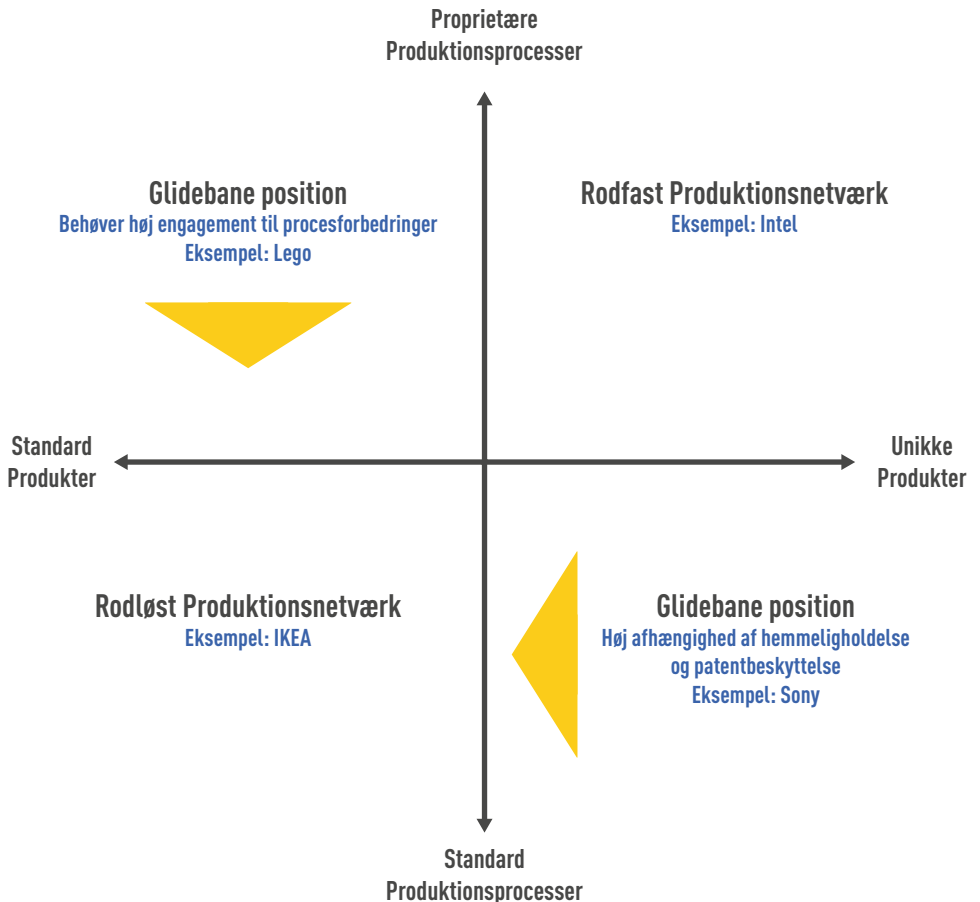 Proprietære
Produktionsprocesser
Glidebane position
Behøver høj engagement til procesforbedringer
Eksempel: Lego
Rodfast Produktionsnetværk
Eksempel: Intel
Standard
Produkter
Unikke
Produkter
Rodløst Produktionsnetværk
Eksempel: IKEA
Glidebane position
Høj afhængighed af hemmeligholdelse
og patentbeskyttelse
Eksempel: Sony
Standard
Produktionsprocesser